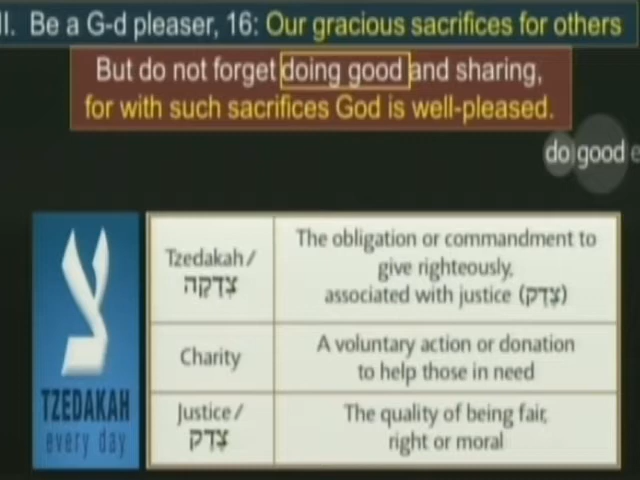 II. Be a G-d pleaser, 16: Our gracious sacrifices for others
But do not forget doing good and sharing,
for with such sacrifices God is well-pleased.
do good e
צ
TZEDAKAH
every day
Tzedakah/
צְדָקָה
The obligation or commandment to
give righteously,
associated with justice (צֶדֶק)
Charity
A voluntary action or donation
to help those in need
Justice/
צֶדֶק
The quality of being fair,
right or moral